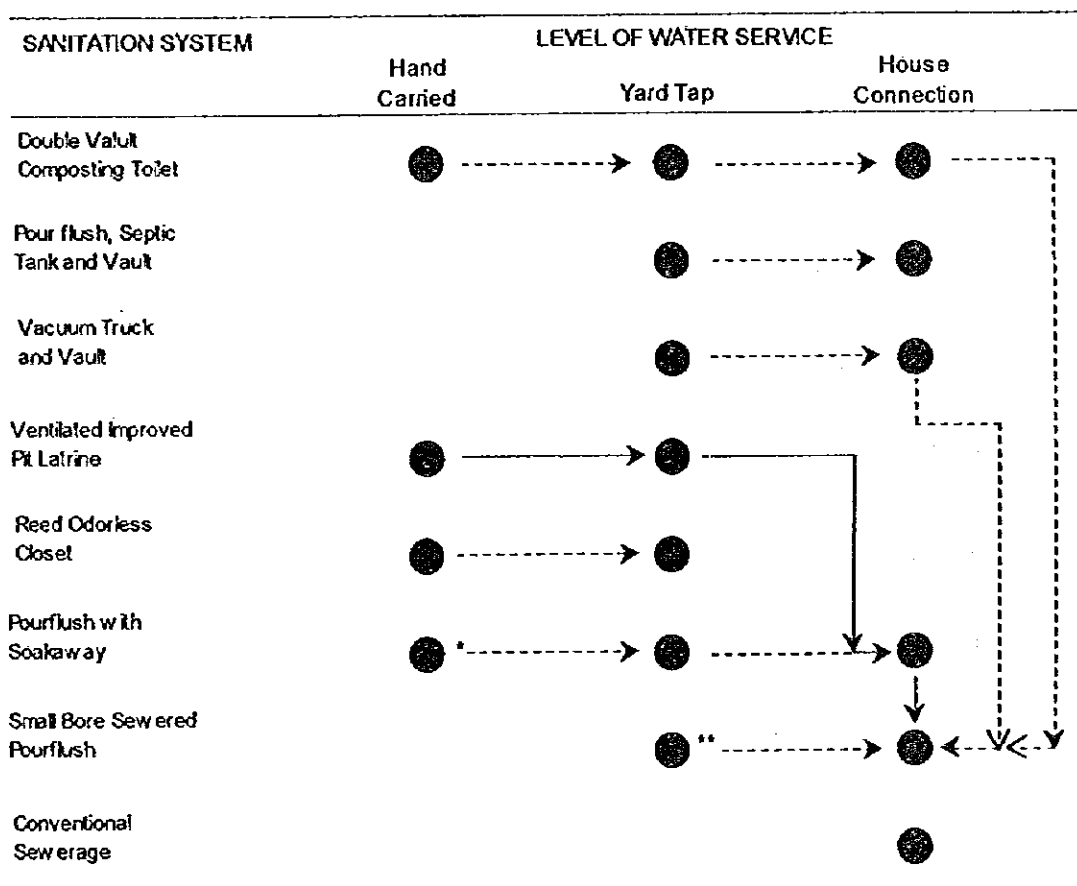 SANITATION SYSTEM
LEVEL OF WATER SERVICE
Hand
Carried
Yard Tap
House
Connection
Double Valult
Composting Toilet
Pour flush, Septic
Tank and Vault
Vacuum Truck
and Vault
Ventilated Improved
Pit Latrine
Reed Odorless
Closet
Pourflush with
Soakaway
*
Small Bore Sewered
Pourflush
**
Conventional
Sewerage